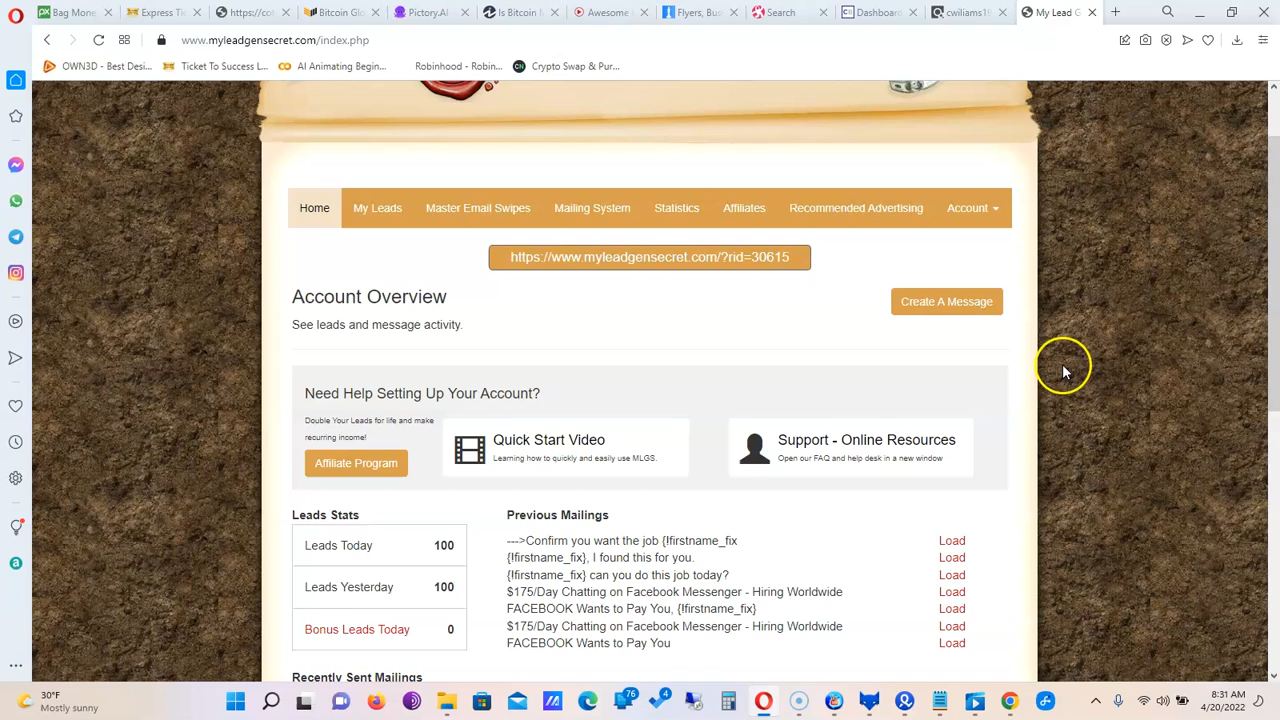 Bag Mone
Express Tic
https://cot
Bitcoin Glo
Pictory.AI
Is Bitcoin M
Awesome
Flyers, Bus
Search
Dashboar
cwiliams19
My Lead G
www.myleadgensecret.com/index.php
OWN3D - Best Desi...
Ticket To Success L...
AI Animating Begin...
Robinhood - Robin...
CN
Crypto Swap & Pur...
Home
My Leads
Master Email Swipes
Mailing System
Statistics
Affiliates
Recommended Advertising
Account
https://www.myleadgensecret.com/?rid=30615
Account Overview
Create A Message
See leads and message activity.
Need Help Setting Up Your Account?
Double Your Leads for life and make
recurring income!
Affiliate Program
Quick Start Video
Learning how to quickly and easily use MLGS.
Support - Online Resources
Open our FAQ and help desk in a new window
Leads Stats
Leads Today 100
Leads Yesterday 100
Bonus Leads Today 0
Previous Mailings
--->Confirm you want the job {!firstname_fix Load
{!firstname_fix}, I found this for you. Load
{!firstname_fix} can you do this job today? Load
$175/Day Chatting on Facebook Messenger - Hiring Worldwide Load
FACEBOOK Wants to Pay You, {!firstname_fix} Load
$175/Day Chatting on Facebook Messenger - Hiring Worldwide Load
FACEBOOK Wants to Pay You Load
Recently Sent Mailings
30°F
Mostly sunny
76
4
8:31 AM
4/20/2022